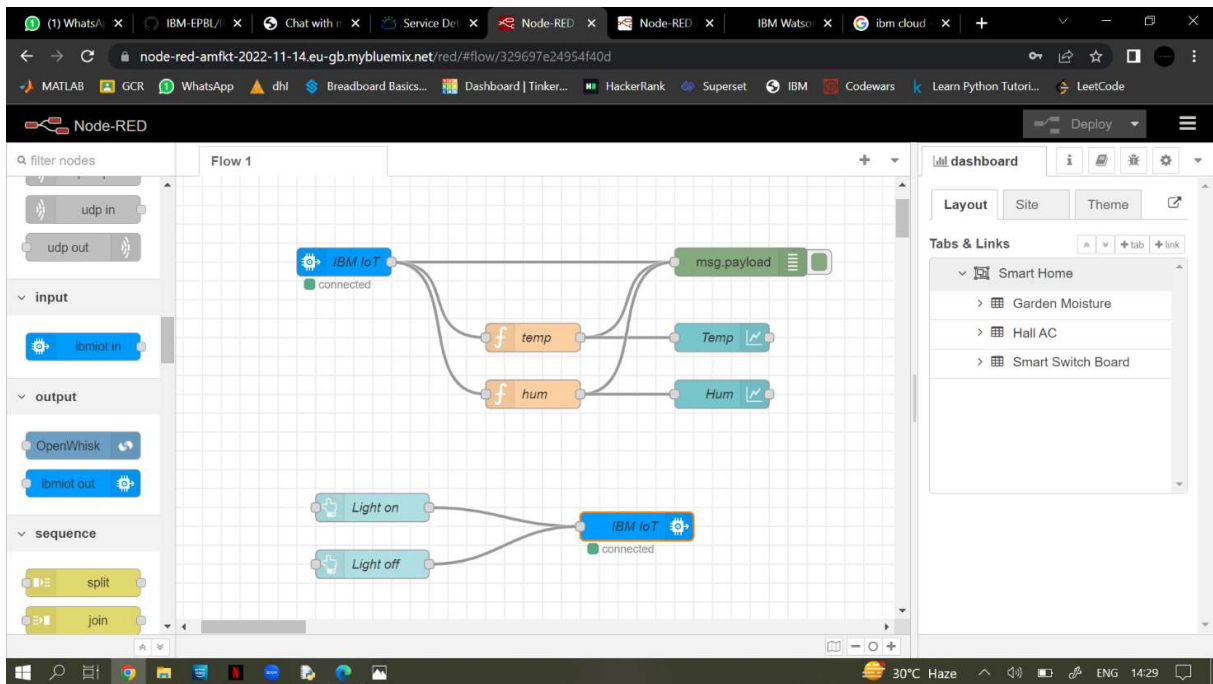 (1) WhatsA
IBM-EPBL/I
Chat with n
Service Det
Node-RED
Node-RED
IBM Watso
ibm cloud
node-red-amfkt-2022-11-14.eu-gb.mybluemix.net/red/#flow/329697e24954f40d
MATLAB GCR WhatsApp dhl Breadboard Basics... Dashboard | Tinker... HackerRank Superset IBM Codewars Learn Python Tutori... LeetCode
Node-RED
Deploy
filter nodes
Flow 1
dashboard
udp in
udp out
input
ibmiot in
output
OpenWhisk
ibmiot out
sequence
split
join
IBM IoT
connected
msg.payload
temp
Temp
hum
Hum
Light on
Light off
IBM IoT
connected
Layout Site Theme
Tabs & Links
+tab +link
Smart Home
Garden Moisture
Hall AC
Smart Switch Board
30°C Haze ENG 14:29